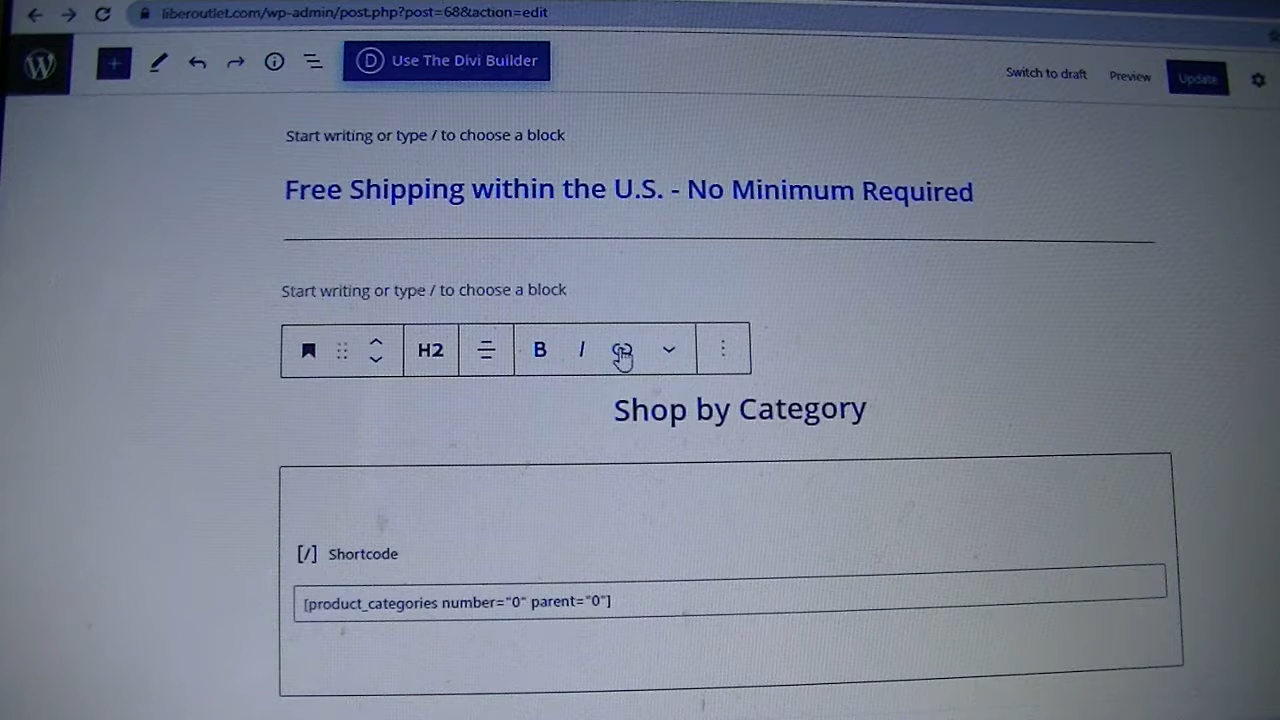 liberoutlet.com/wp-admin/post.php?post=68&action=edit
Use The Divi Builder
Switch to draft
Preview
Update
Start writing or type / to choose a block
Free Shipping within the U.S. - No Minimum Required
Start writing or type / to choose a block
H2
B
I
Shop by Category
[/] Shortcode
[product_categories number="0" parent="0"]